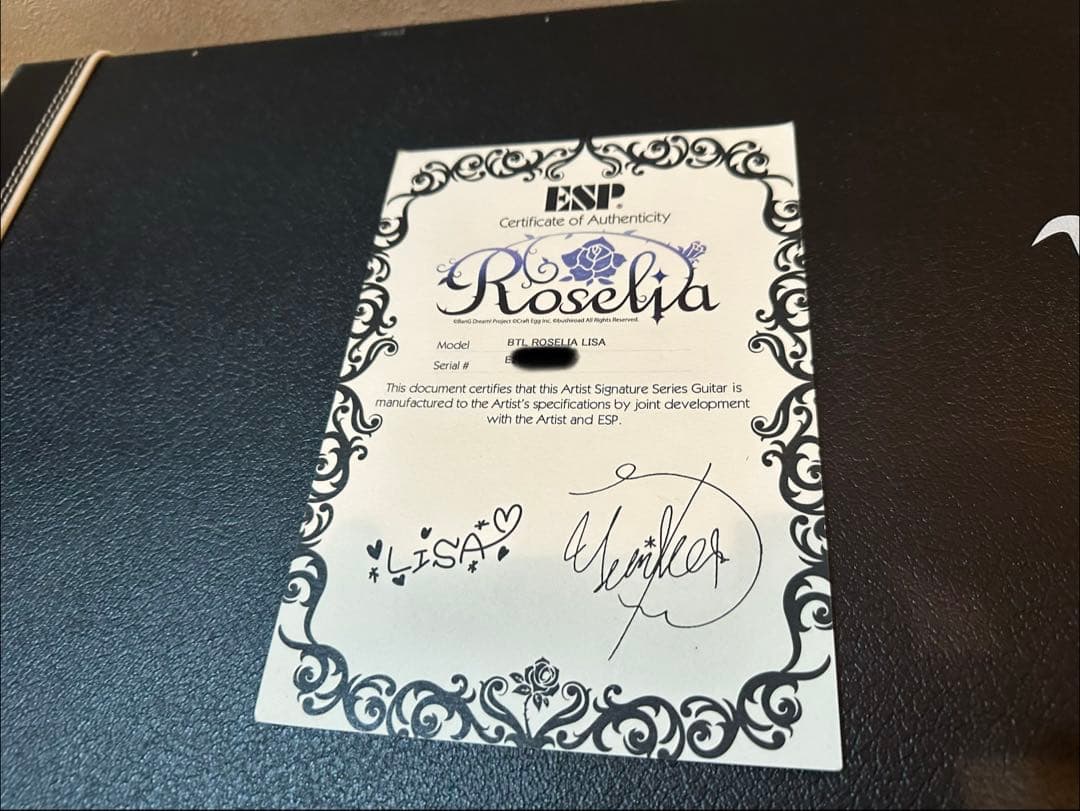 ESP®
Certificate of Authenticity
Roselia
©BanG Dream! Project ©Craft Egg Inc. ©bushiroad All Rights Reserved.
Model BTL ROSELIA LISA
Serial # E
This document certifies that this Artist Signature Series Guitar is
manufactured to the Artist's specifications by joint development
with the Artist and ESP.
LISA